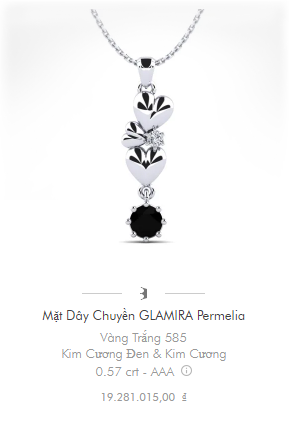 Mặt Dây Chuyền GLAMIRA Permelia
Vàng Trắng 585
Kim Cương Đen & Kim Cương
0.57 crt - AAA
19.281.015,00 ₫